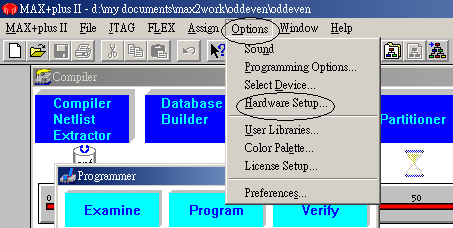 MAX+plus II - d:\my documents\max2work\oddeven\oddeven
MAX+plus II File JTAG FLEX Assign Options Window Help
Sound
Programming Options...
Select Device...
Hardware Setup...
User Libraries...
Color Palette...
License Setup...
Preferences...
Compiler
Compiler Netlist Extractor
Database Builder
Partitioner
Programmer
0
50
Examine Program Verify